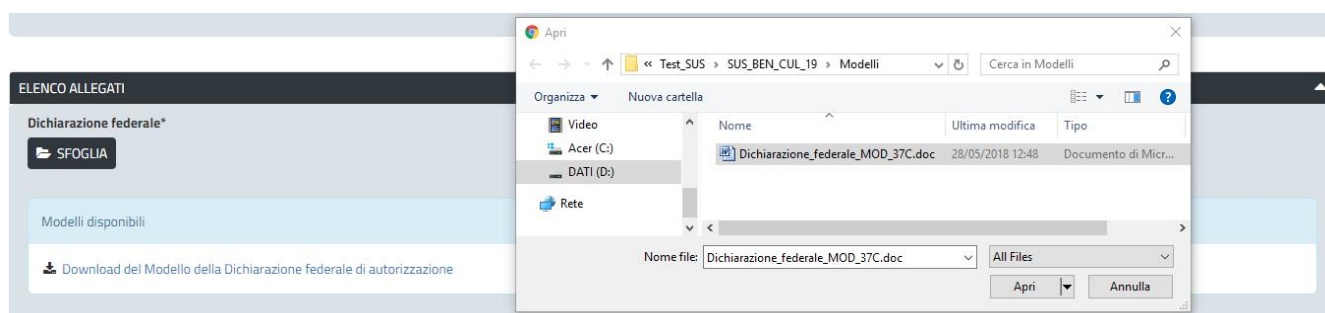 ELENCO ALLEGATI
Dichiarazione federale*
SFOGLIA
Modelli disponibili
Download del Modello della Dichiarazione federale di autorizzazione
Apri
« Test_SUS › SUS_BEN_CUL_19 › Modelli
Cerca in Modelli
Organizza
Nuova cartella
Video
Acer (C:)
DATI (D:)
Rete
Nome Ultima modifica Tipo
Dichiarazione_federale_MOD_37C.doc 28/05/2018 12:48 Documento di Micr...
Nome file: Dichiarazione_federale_MOD_37C.doc All Files
Apri Annulla